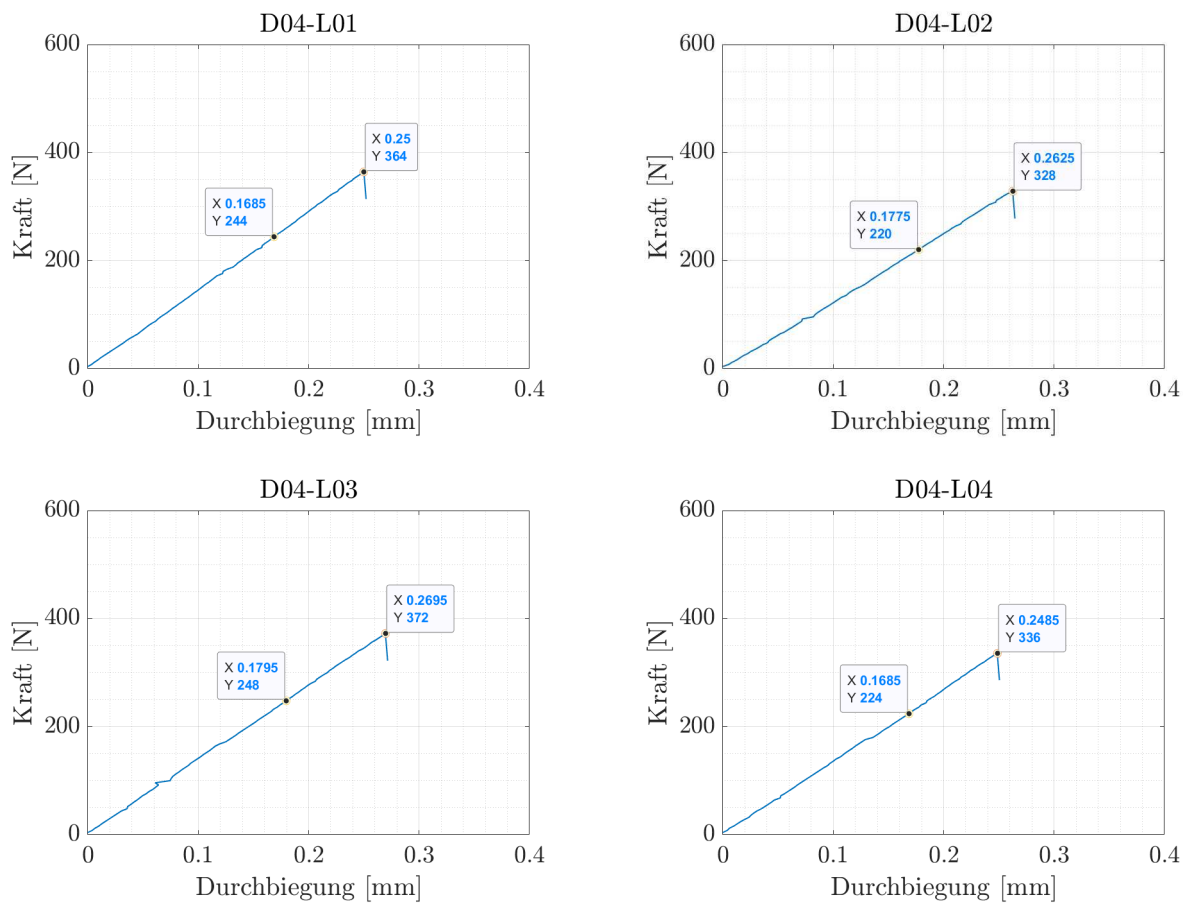 D04-L01
600
400
200
0
Kraft [N]
X 0.25
Y 364
X 0.1685
Y 244
0 0.1 0.2 0.3 0.4
Durchbiegung [mm]
D04-L02
600
400
200
0
Kraft [N]
X 0.2625
Y 328
X 0.1775
Y 220
0 0.1 0.2 0.3 0.4
Durchbiegung [mm]
D04-L03
600
400
200
0
Kraft [N]
X 0.2695
Y 372
X 0.1795
Y 248
0 0.1 0.2 0.3 0.4
Durchbiegung [mm]
D04-L04
600
400
200
0
Kraft [N]
X 0.2485
Y 336
X 0.1685
Y 224
0 0.1 0.2 0.3 0.4
Durchbiegung [mm]